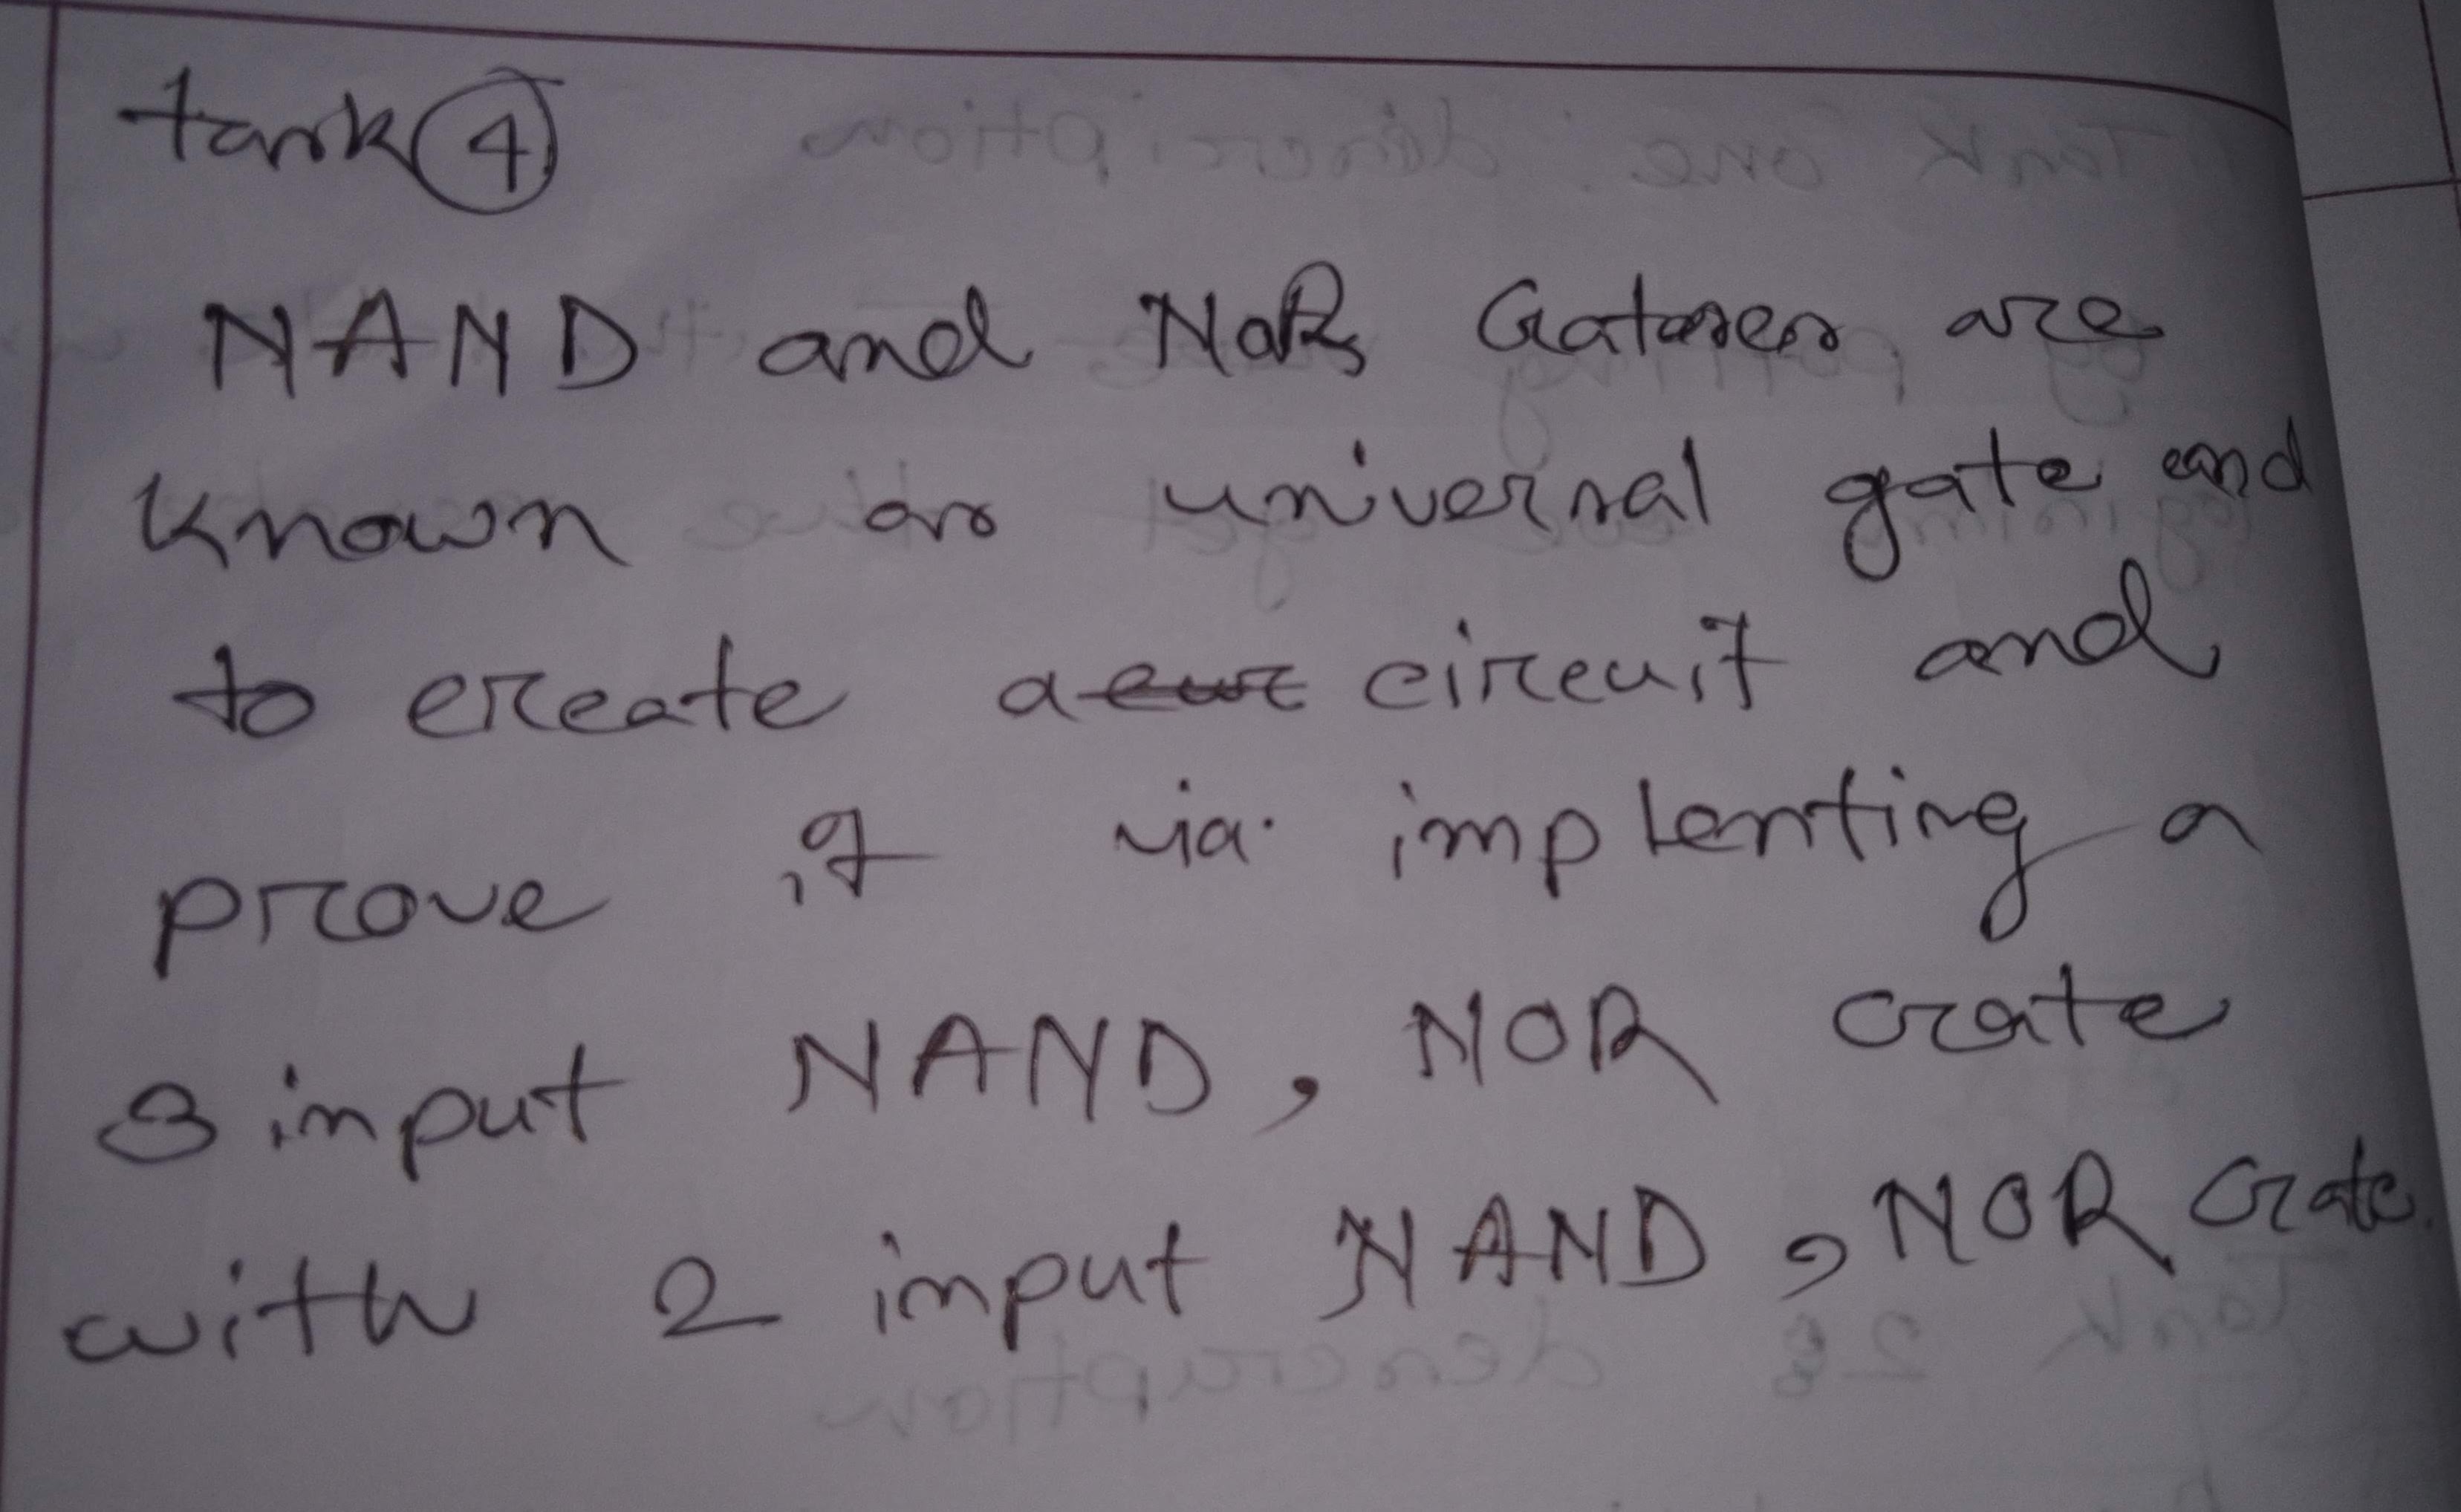 task 4
NAND and NoR Gates are
known as universal gate and
to create a circuit and
prove it via implenting a
3 input NAND, NOR Gate
with 2 input NAND, NOR Gate.